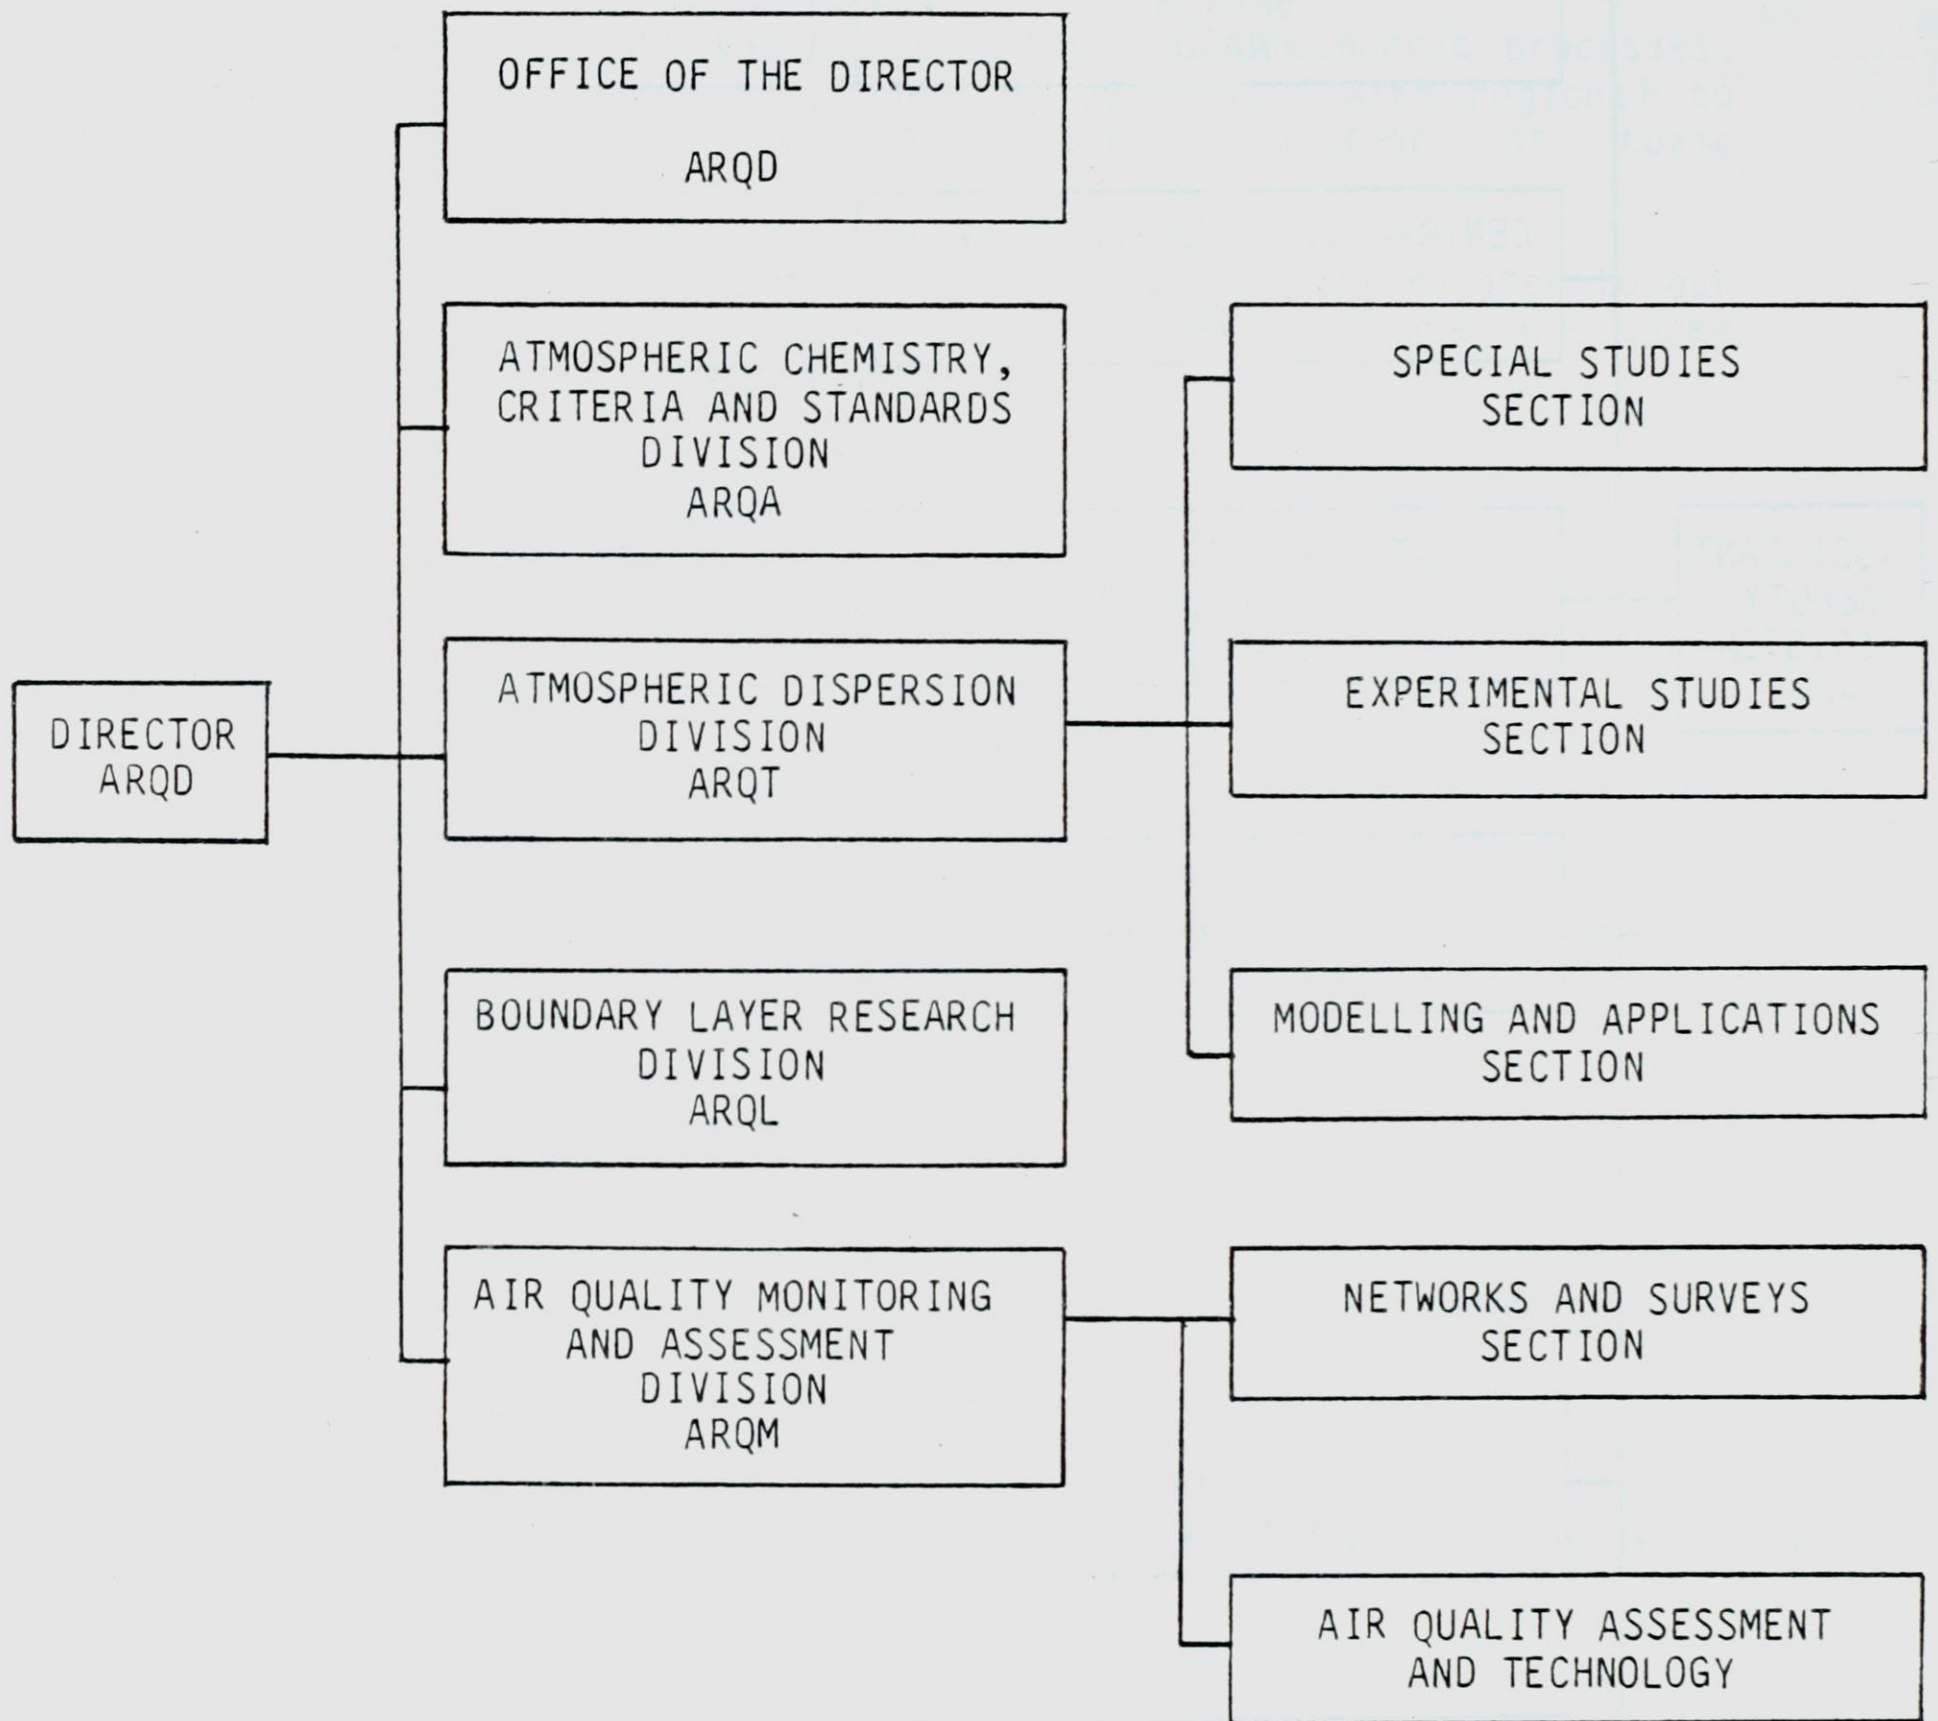 OFFICE OF THE DIRECTOR
ARQD
ATMOSPHERIC CHEMISTRY,
CRITERIA AND STANDARDS
DIVISION
ARQA
SPECIAL STUDIES
SECTION
DIRECTOR
ARQD
ATMOSPHERIC DISPERSION
DIVISION
ARQT
EXPERIMENTAL STUDIES
SECTION
BOUNDARY LAYER RESEARCH
DIVISION
ARQL
MODELLING AND APPLICATIONS
SECTION
AIR QUALITY MONITORING
AND ASSESSMENT
DIVISION
ARQM
NETWORKS AND SURVEYS
SECTION
AIR QUALITY ASSESSMENT
AND TECHNOLOGY